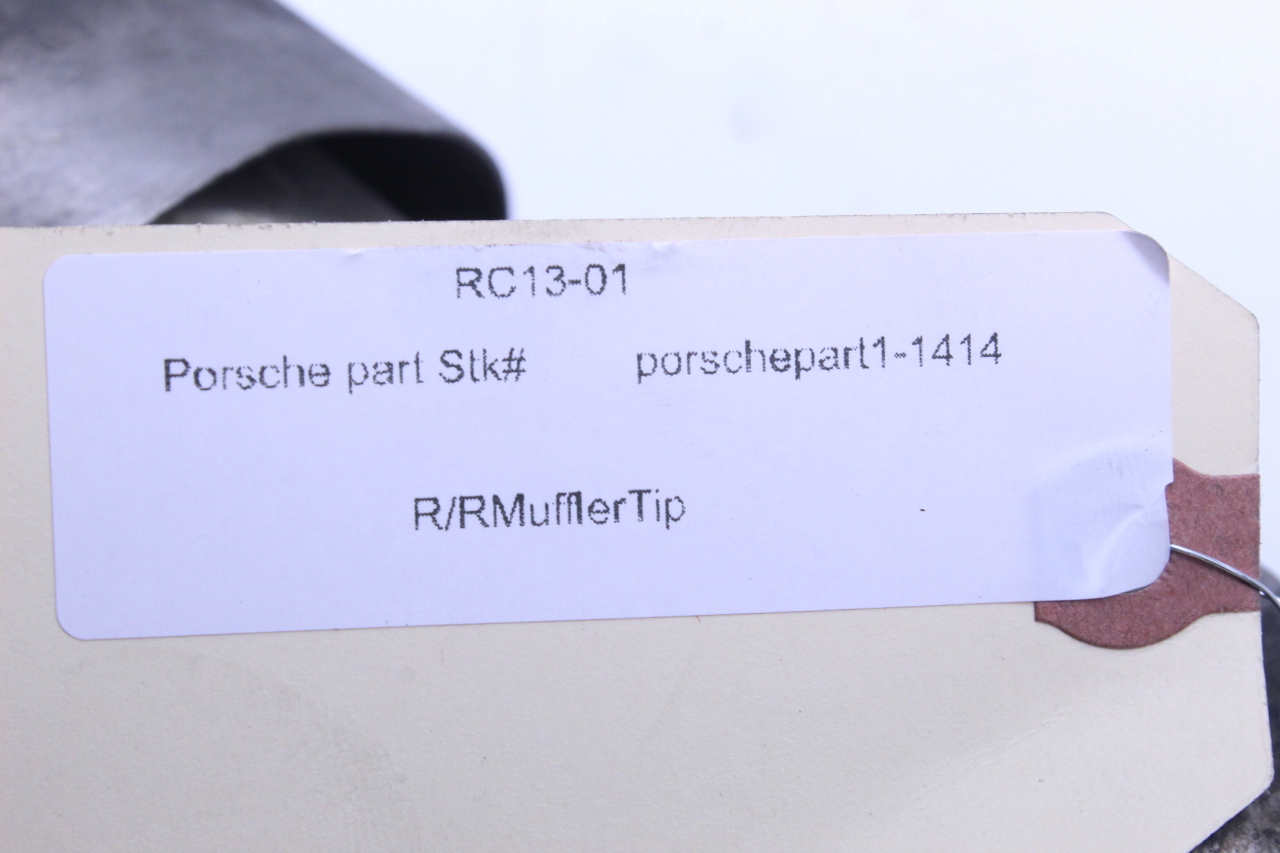 RC13-01
Porsche part Stk# porschepart1-1414
R/RMufflerTip